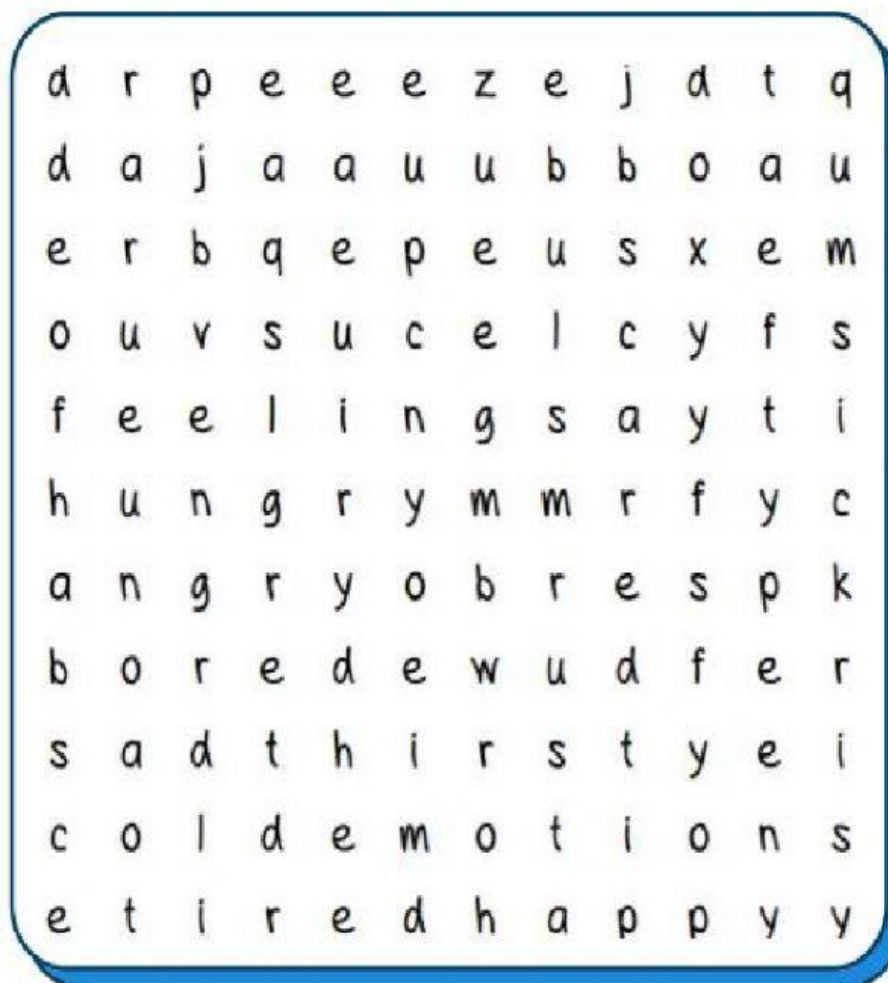 d r p e e e z e j d t q
d a j a a u u b b o a u
e r b q e p e u s x e m
o u v s u c e l c y f s
f e e l i n g s a y t i
h u n g r y m m r f y c
a n g r y o b r e s p k
b o r e d e w u d f e r
s a d t h i r s t y e i
c o l d e m o t i o n s
e t i r e d h a p p y y